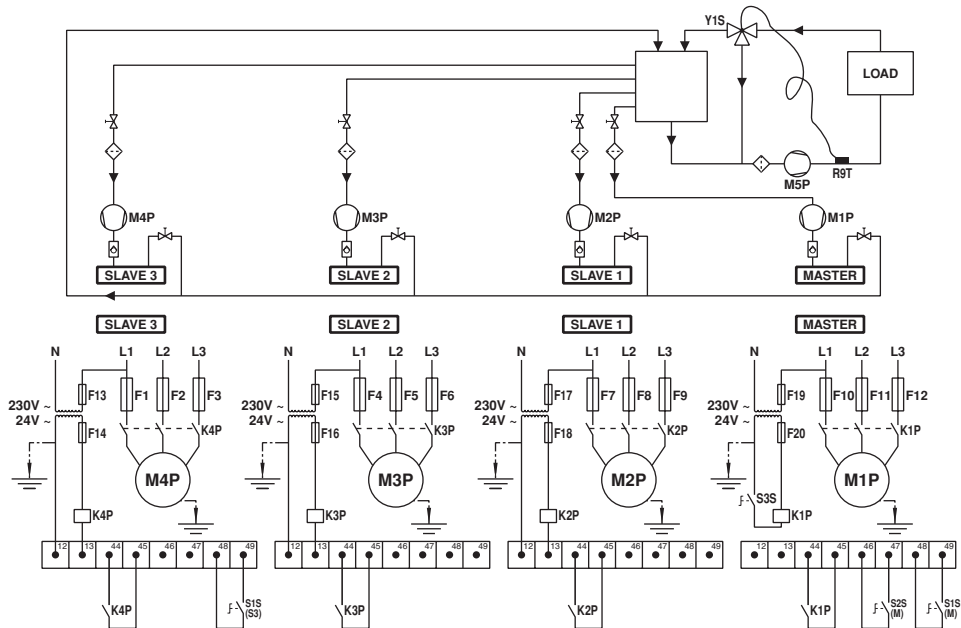 Y1S
LOAD
M5P
R9T
M4P
M3P
M2P
M1P
SLAVE 3
SLAVE 2
SLAVE 1
MASTER
SLAVE 3
SLAVE 2
SLAVE 1
MASTER
N L1 L2 L3
N L1 L2 L3
N L1 L2 L3
N L1 L2 L3
F13 F1 F2 F3
F15 F4 F5 F6
F17 F7 F8 F9
F19 F10 F11 F12
230V ~
24V ~
230V ~
24V ~
230V ~
24V ~
230V ~
24V ~
F14 K4P
F16 K3P
F18 K2P
F20 K1P
M4P
M3P
M2P
M1P
S3S
K4P
K3P
K2P
K1P
12 13 44 45 46 47 48 49
12 13 44 45 46 47 48 49
12 13 44 45 46 47 48 49
12 13 44 45 46 47 48 49
K4P
S1S
(S3)
K3P
K2P
K1P
S2S
(M)
S1S
(M)